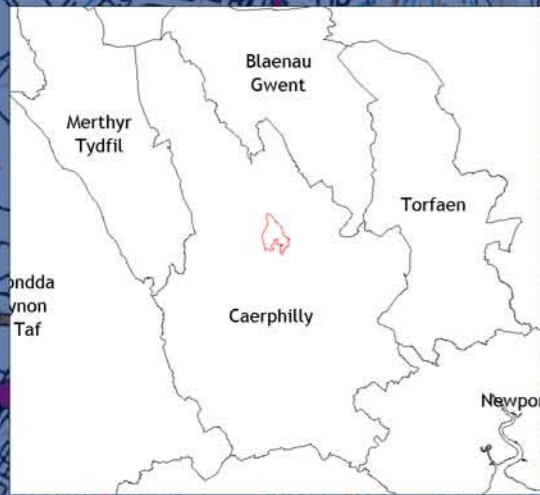 Blaenau
Gwent
Merthyr
Tydfil
Torfaen
ondda
ynon
Taf
Caerphilly
Newpor